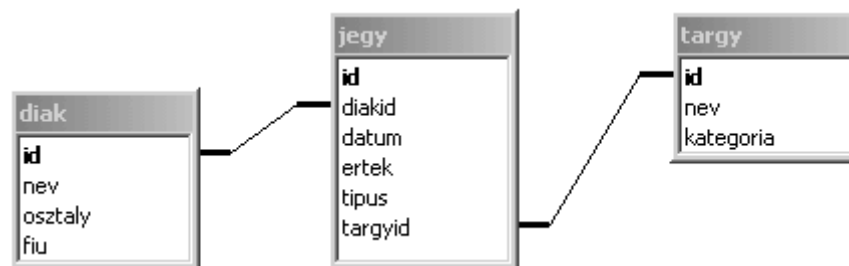 diak
id
nev
osztaly
fiu
jegy
id
diakid
datum
ertek
tipus
targyid
targy
id
nev
kategoria